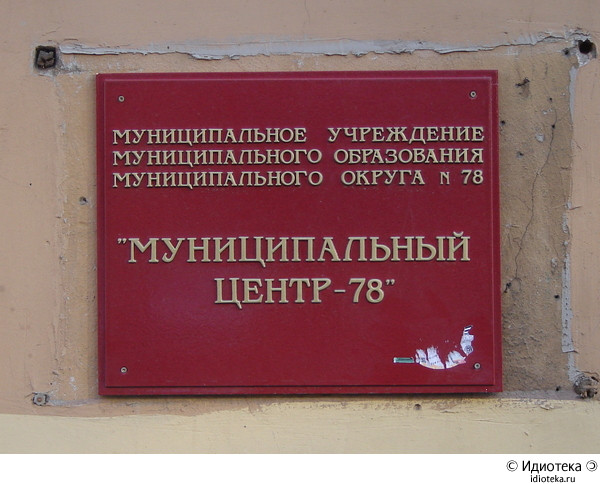 МУНИЦИПАЛЬНОЕ УЧРЕЖДЕНИЕ
МУНИЦИПАЛЬНОГО ОБРАЗОВАНИЯ
МУНИЦИПАЛЬНОГО ОКРУГА N 78
"МУНИЦИПАЛЬНЫЙ
ЦЕНТР-78"
© Идиотека
idioteka.ru